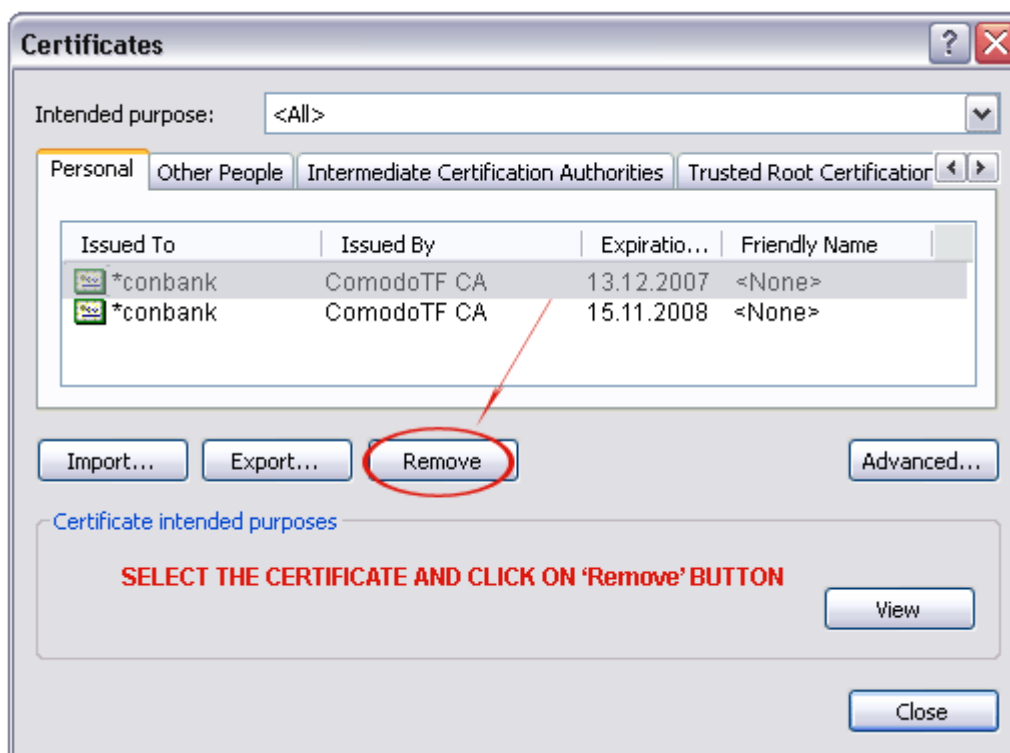 Certificates
Intended purpose: <All>
Personal Other People Intermediate Certification Authorities Trusted Root Certification
Issued To Issued By Expiratio... Friendly Name
*conbank ComodoTF CA 13.12.2007 <None>
*conbank ComodoTF CA 15.11.2008 <None>
Import... Export... Remove Advanced...
Certificate intended purposes
SELECT THE CERTIFICATE AND CLICK ON ‘Remove’ BUTTON
View
Close